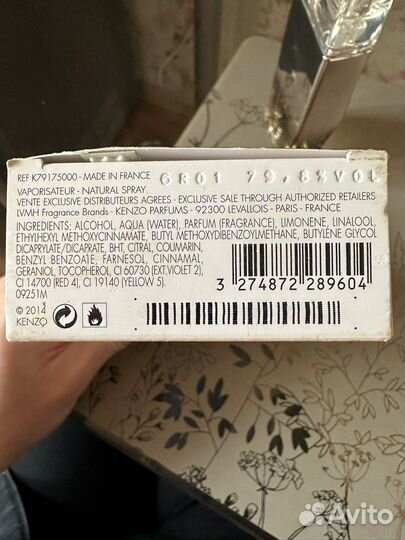 REF K79175000 - MADE IN FRANCE
6R01 79,8%VOL
VAPORISATEUR - NATURAL SPRAY
VENTE EXCLUSIVE DISTRIBUTEURS AGREES - EXCLUSIVE SALE THROUGH AUTHORIZED RETAILERS
LVMH Fragrance Brands - KENZO PARFUMS - 92300 LEVALLOIS - PARIS - FRANCE
INGREDIENTS: ALCOHOL, AQUA (WATER), PARFUM (FRAGRANCE), LIMONENE, LINALOOL,
ETHYLHEXYL METHOXYCINNAMATE, BUTYL METHOXYDIBENZOYLMETHANE, BUTYLENE GLYCOL
DICAPRYLATE/DICAPRATE, BHT, CITRAL, COUMARIN,
BENZYL BENZOATE, FARNESOL, CINNAMAL,
GERANIOL, TOCOPHEROL, CI 60730 (EXT.VIOLET 2),
CI 14700 (RED 4), CI 19140 (YELLOW 5).
09251M
3 274872 289604
© 2014
KENZO
Avito